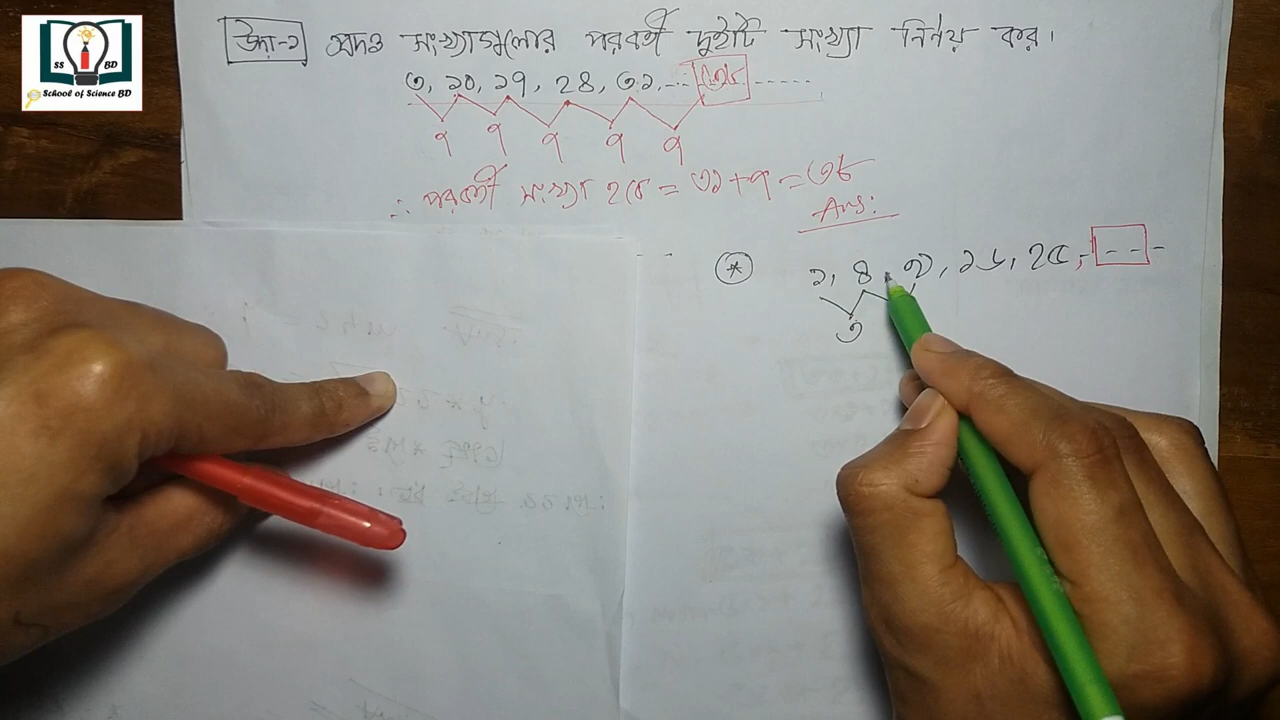 SS BD
School of Science BD
উদা-১ প্রদত্ত সংখ্যাগুলোর পরবর্তী দুইটি সংখ্যা নির্ণয় কর।
৩, ১০, ১৭, ২৪, ৩১, --- ৩৮ -----
৭ ৭ ৭ ৭ ৭
∴ পরবর্তী সংখ্যা হবে = ৩১+৭ = ৩৮
Ans:
* ১, ৪, ৯, ১৬, ২৫, ----
৩